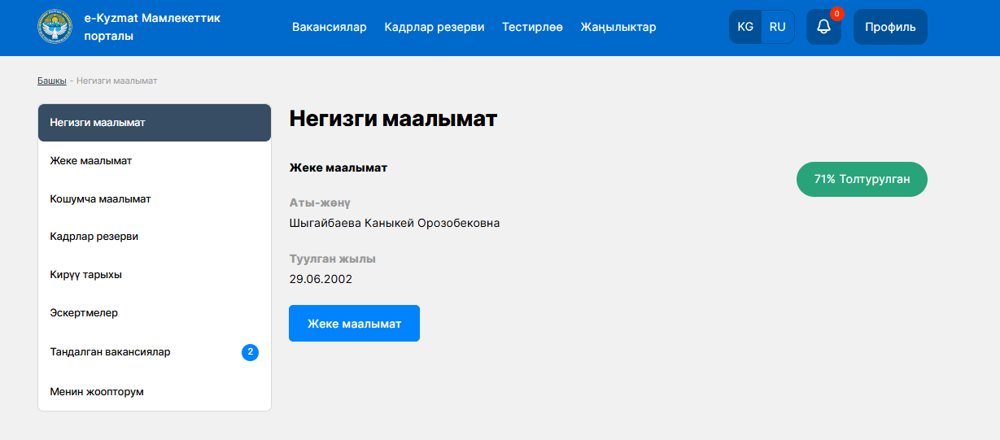 e-Kyzmat Мамлекеттик
порталы
Вакансиялар Кадрлар резерви Тестирлөө Жаңылыктар
KG RU
0
Профиль
Башкы - Негизги маалымат
Негизги маалымат
Жеке маалымат
Кошумча маалымат
Кадрлар резерви
Кирүү тарыхы
Эскертмелер
Тандалган вакансиялар 2
Менин жоопторум
Негизги маалымат
Жеке маалымат
71% Толтурулган
Аты-жөнү
Шыгайбаева Каныкей Орозобековна
Туулган жылы
29.06.2002
Жеке маалымат